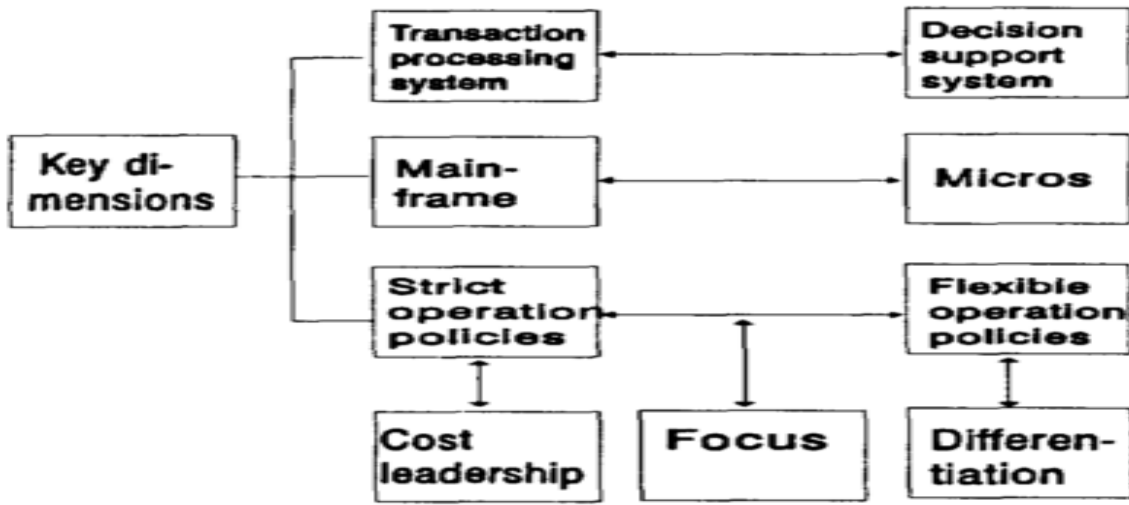 Transaction
processing
system
Decision
support
system
Key di-
mensions
Main-
frame
Micros
Strict
operation
policies
Flexible
operation
policies
Cost
leadership
Focus
Differen-
tiation